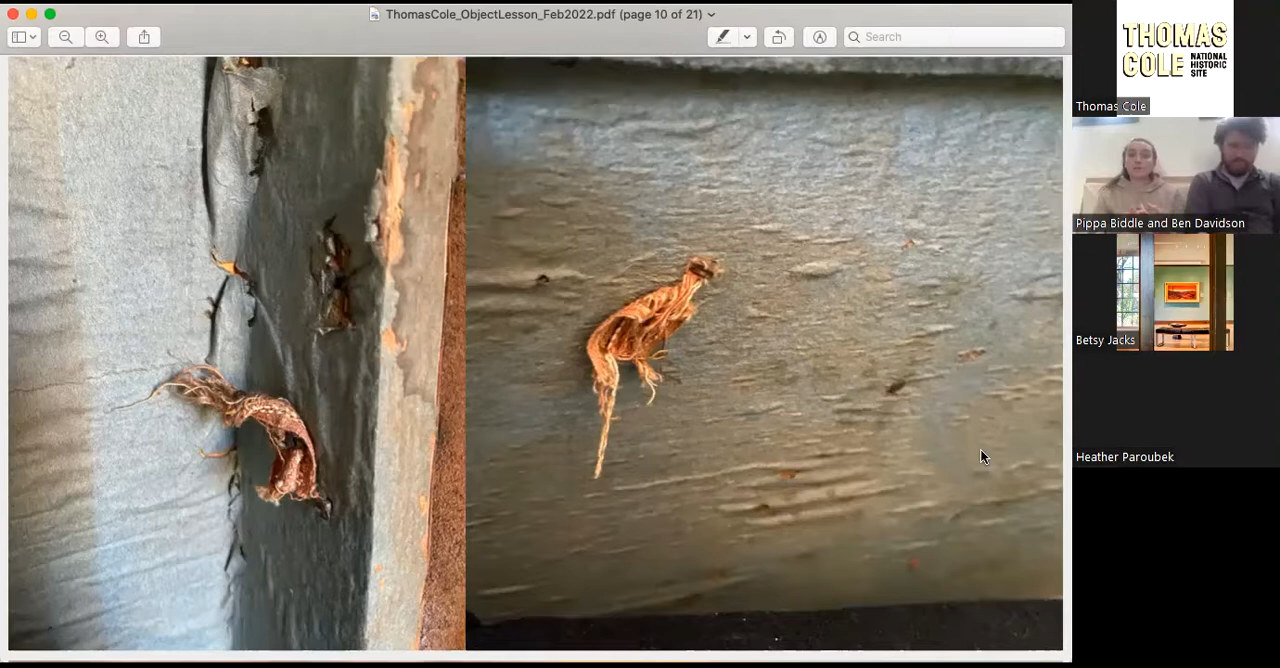 ThomasCole_ObjectLesson_Feb2022.pdf (page 10 of 21)
Search
THOMAS
COLE NATIONAL
HISTORIC
SITE
Thomas Cole
Pippa Biddle and Ben Davidson
Betsy Jacks
Heather Paroubek